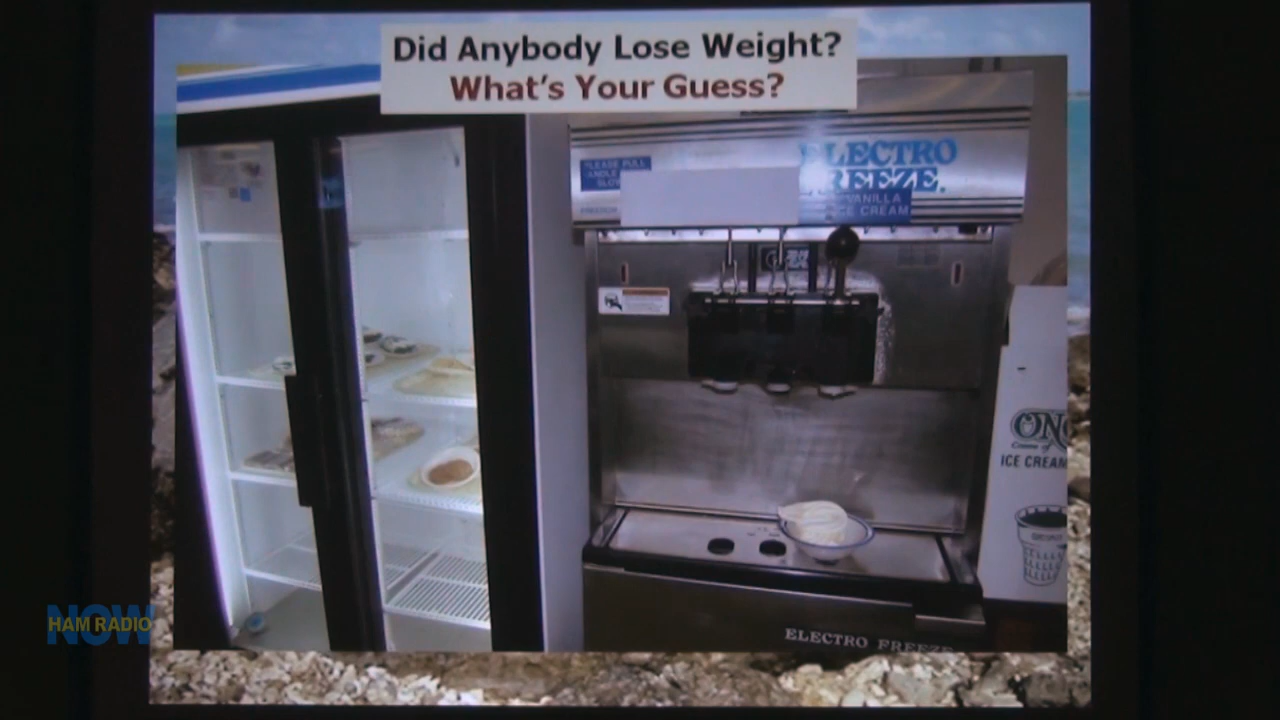 Did Anybody Lose Weight?
What's Your Guess?
ELECTRO
FREEZE.
PLEASE PULL
HANDLE
SLOW
VANILLA
ICE CREAM
ICE CREAM
ELECTRO FREEZE
NOW
HAM RADIO